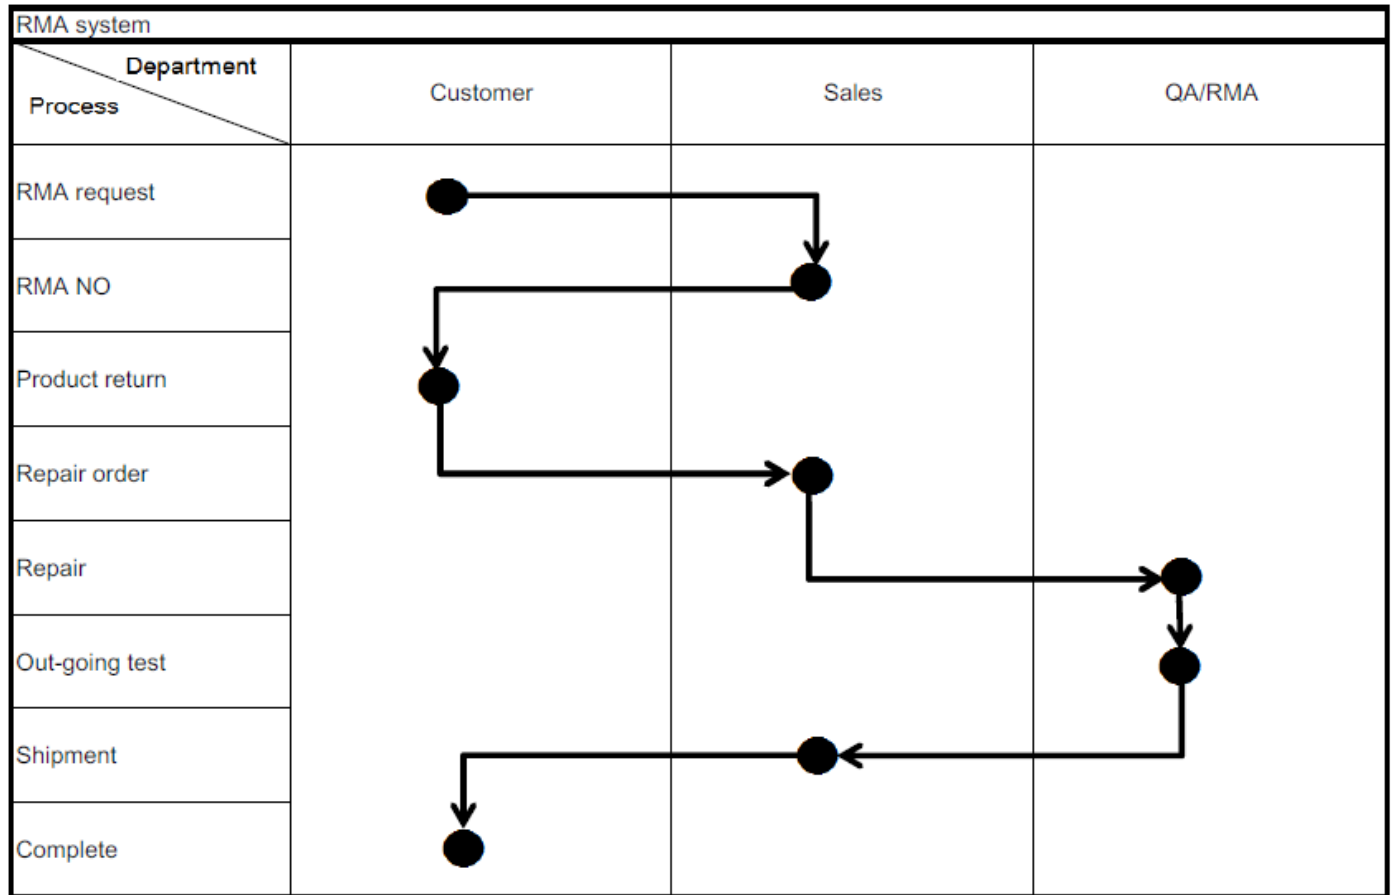 RMA system
Department
Process
Customer
Sales
QA/RMA
RMA request
RMA NO
Product return
Repair order
Repair
Out-going test
Shipment
Complete